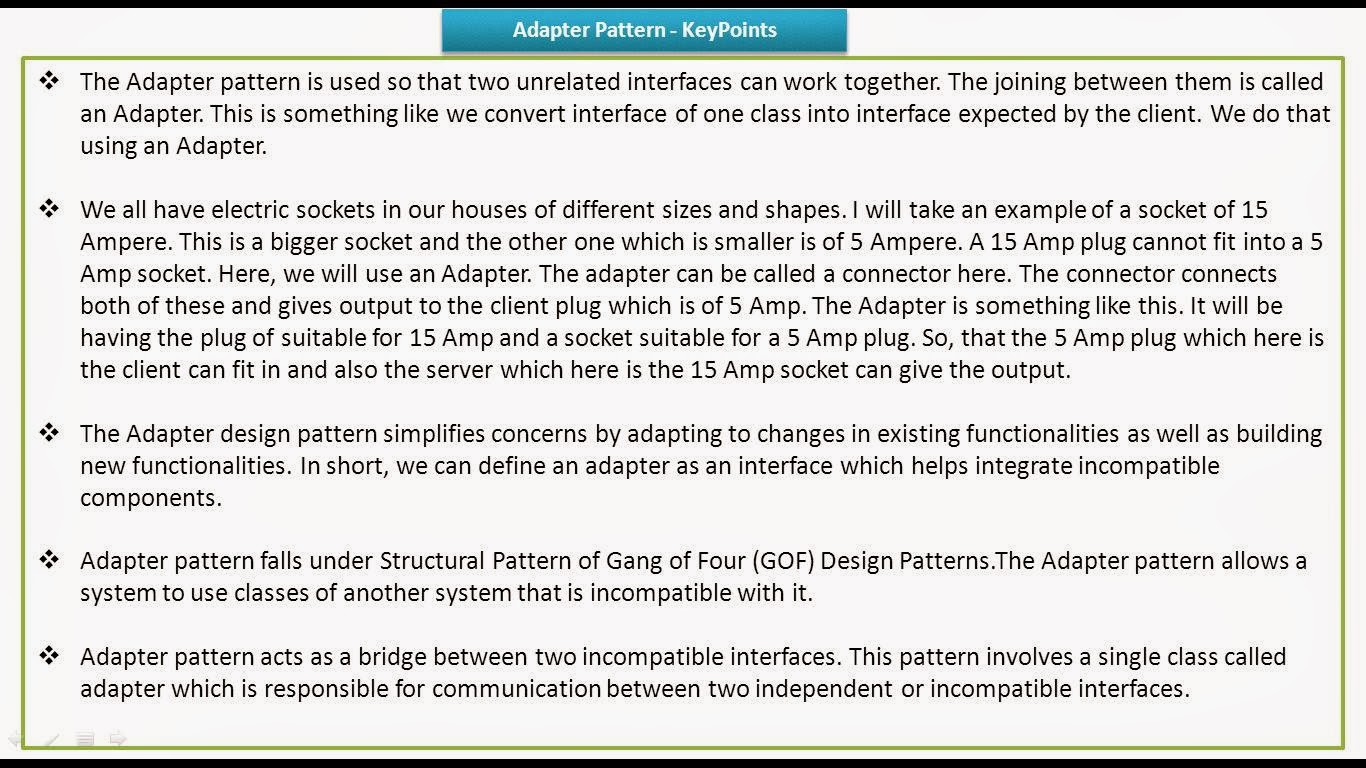 Adapter Pattern - KeyPoints
❖ The Adapter pattern is used so that two unrelated interfaces can work together. The joining between them is called
an Adapter. This is something like we convert interface of one class into interface expected by the client. We do that
using an Adapter.
❖ We all have electric sockets in our houses of different sizes and shapes. I will take an example of a socket of 15
Ampere. This is a bigger socket and the other one which is smaller is of 5 Ampere. A 15 Amp plug cannot fit into a 5
Amp socket. Here, we will use an Adapter. The adapter can be called a connector here. The connector connects
both of these and gives output to the client plug which is of 5 Amp. The Adapter is something like this. It will be
having the plug of suitable for 15 Amp and a socket suitable for a 5 Amp plug. So, that the 5 Amp plug which here is
the client can fit in and also the server which here is the 15 Amp socket can give the output.
❖ The Adapter design pattern simplifies concerns by adapting to changes in existing functionalities as well as building
new functionalities. In short, we can define an adapter as an interface which helps integrate incompatible
components.
❖ Adapter pattern falls under Structural Pattern of Gang of Four (GOF) Design Patterns.The Adapter pattern allows a
system to use classes of another system that is incompatible with it.
❖ Adapter pattern acts as a bridge between two incompatible interfaces. This pattern involves a single class called
adapter which is responsible for communication between two independent or incompatible interfaces.